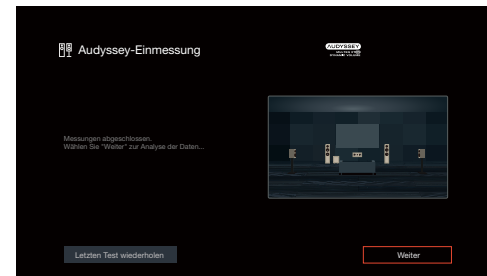 Audyssey-Einmessung
AUDYSSEY
Messungen abgeschlossen.
Wählen Sie "Weiter" zur Analyse der Daten...
Letzten Test wiederholen
Weiter